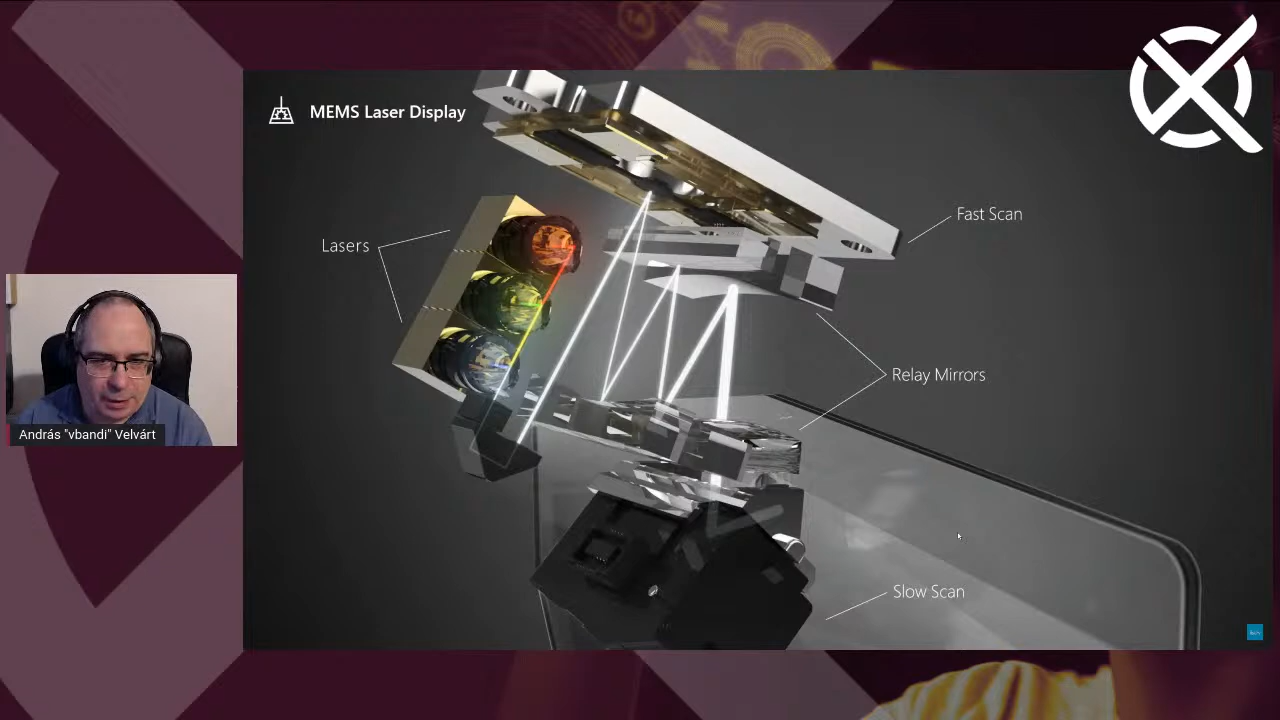 MEMS Laser Display
Fast Scan
Lasers
Relay Mirrors
András "vbandi" Velvárt
Slow Scan